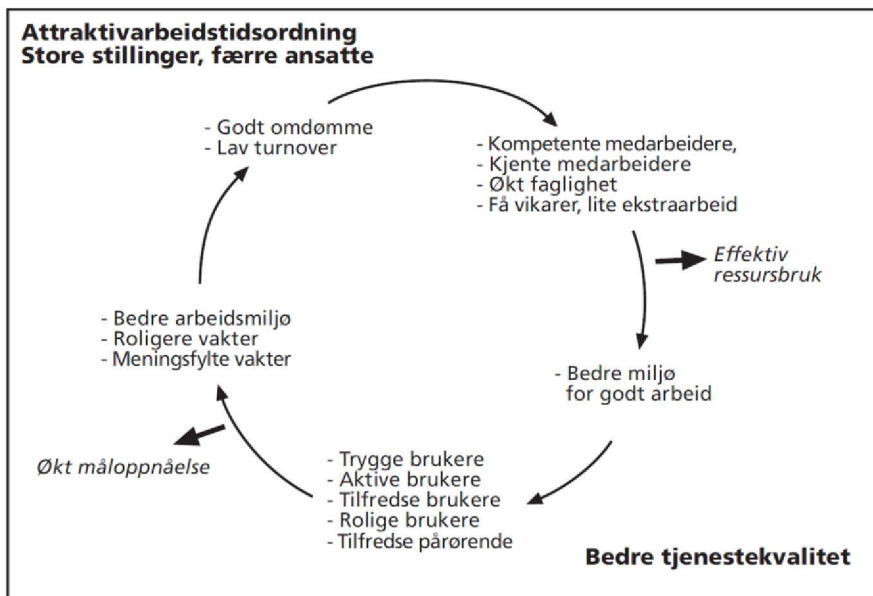 Attraktivarbeidstidsordning
Store stillinger, færre ansatte
- Godt omdømme
- Lav turnover
- Kompetente medarbeidere,
- Kjente medarbeidere
- Økt faglighet
- Få vikarer, lite ekstraarbeid
Effektiv
ressursbruk
- Bedre miljø
for godt arbeid
- Trygge brukere
- Aktive brukere
- Tilfredse brukere
- Rolige brukere
- Tilfredse pårørende
Økt måloppnåelse
- Bedre arbeidsmiljø
- Roligere vakter
- Meningsfylte vakter
Bedre tjenestekvalitet